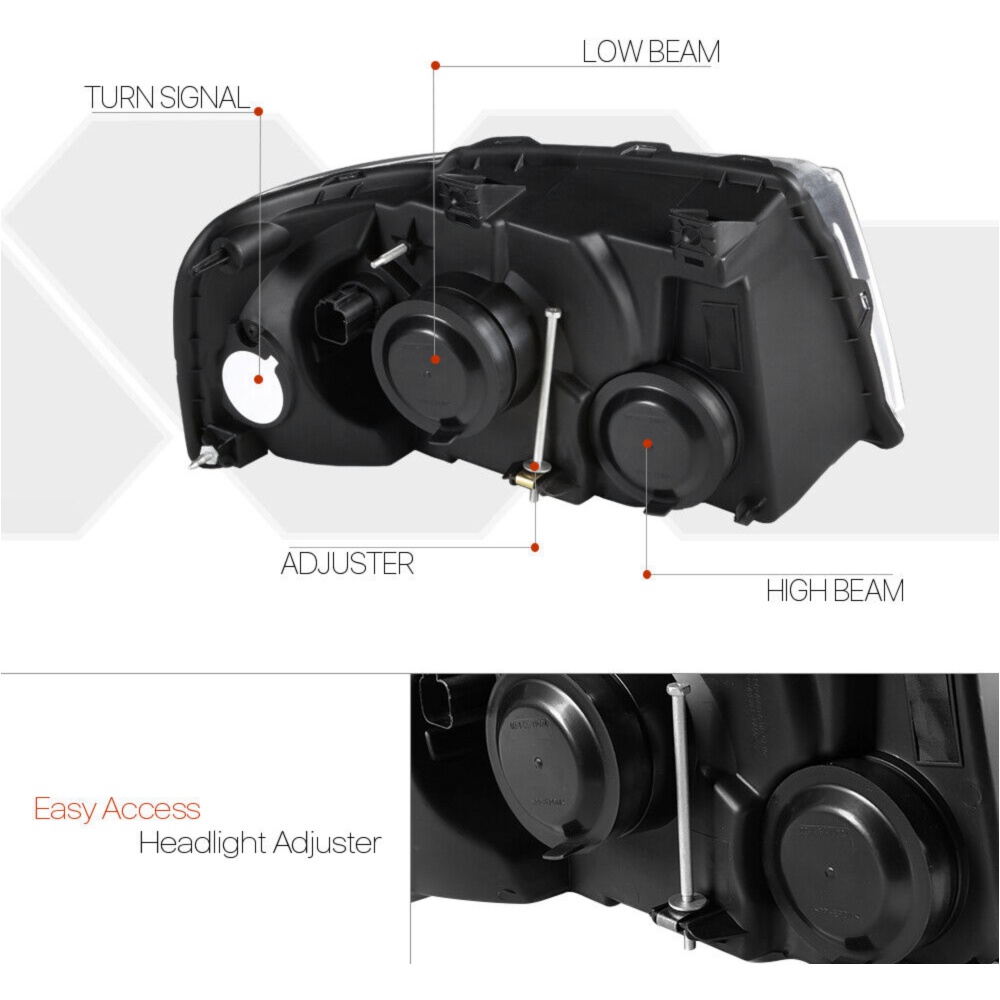 LOW BEAM
TURN SIGNAL
ADJUSTER
HIGH BEAM
Easy Access
Headlight Adjuster